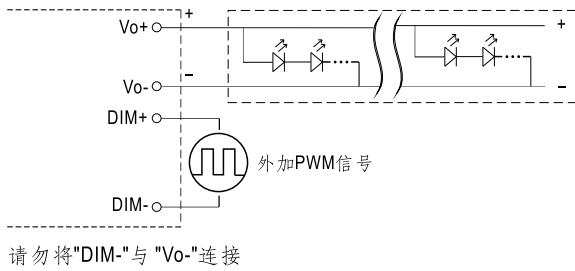 Vo+
+
+
Vo-
-
-
DIM+
外加PWM信号
DIM-
请勿将"DIM-"与 "Vo-"连接